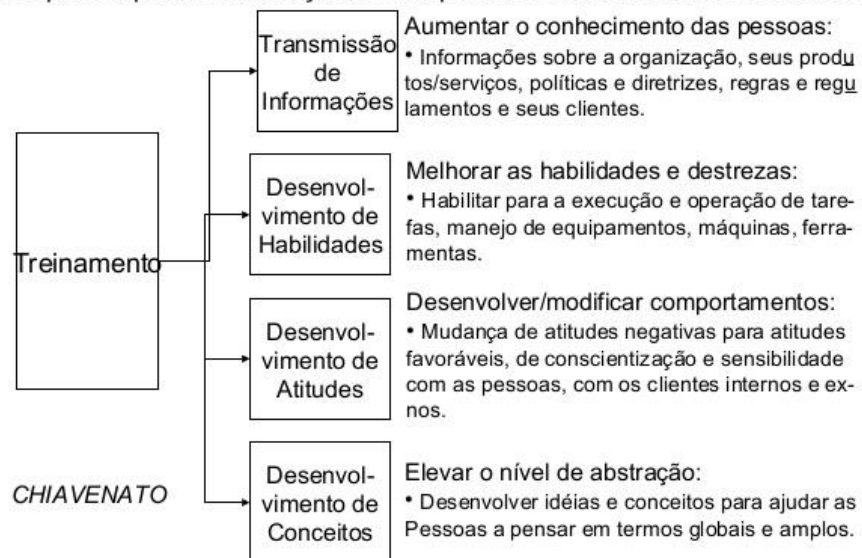 Transmissão
de
Informações
Aumentar o conhecimento das pessoas:
• Informações sobre a organização, seus produ
tos/serviços, políticas e diretrizes, regras e regu
lamentos e seus clientes.
Treinamento
Desenvol-
vimento de
Habilidades
Melhorar as habilidades e destrezas:
• Habilitar para a execução e operação de tare-
fas, manejo de equipamentos, máquinas, ferra-
mentas.
Desenvol-
vimento de
Atitudes
Desenvolver/modificar comportamentos:
• Mudança de atitudes negativas para atitudes
favoráveis, de conscientização e sensibilidade
com as pessoas, com os clientes internos e ex-
nos.
CHIAVENATO
Desenvol-
vimento de
Conceitos
Elevar o nível de abstração:
• Desenvolver idéias e conceitos para ajudar as
Pessoas a pensar em termos globais e amplos.